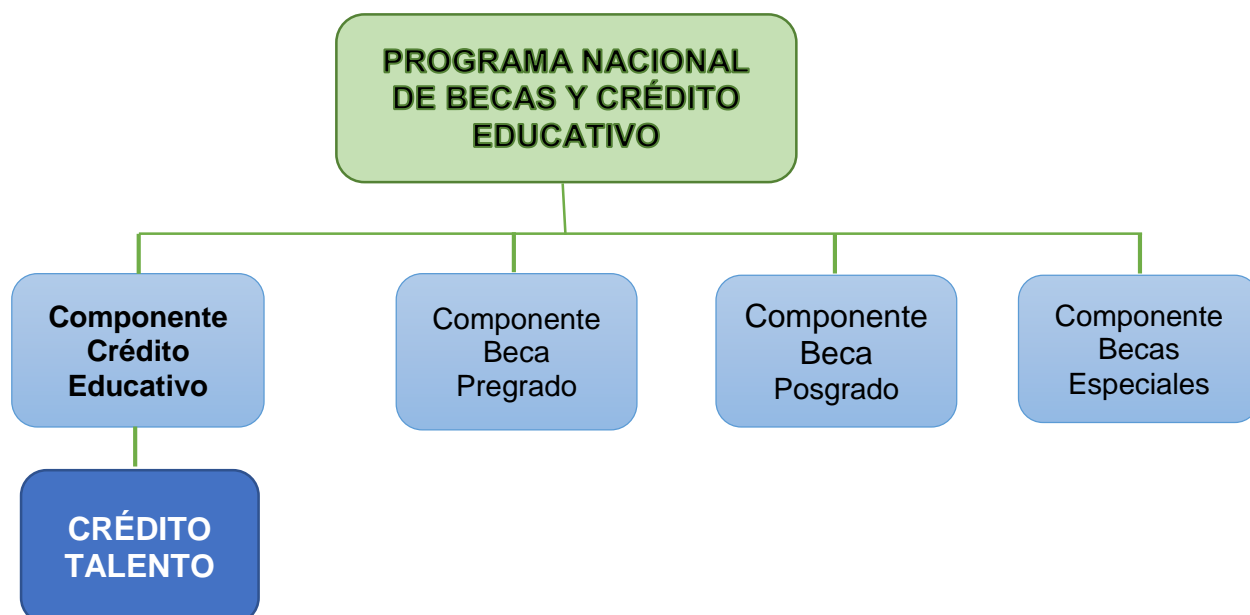 PROGRAMA NACIONAL
DE BECAS Y CRÉDITO
EDUCATIVO
Componente
Crédito
Educativo
Componente
Beca
Pregrado
Componente
Beca
Posgrado
Componente
Becas
Especiales
CRÉDITO
TALENTO